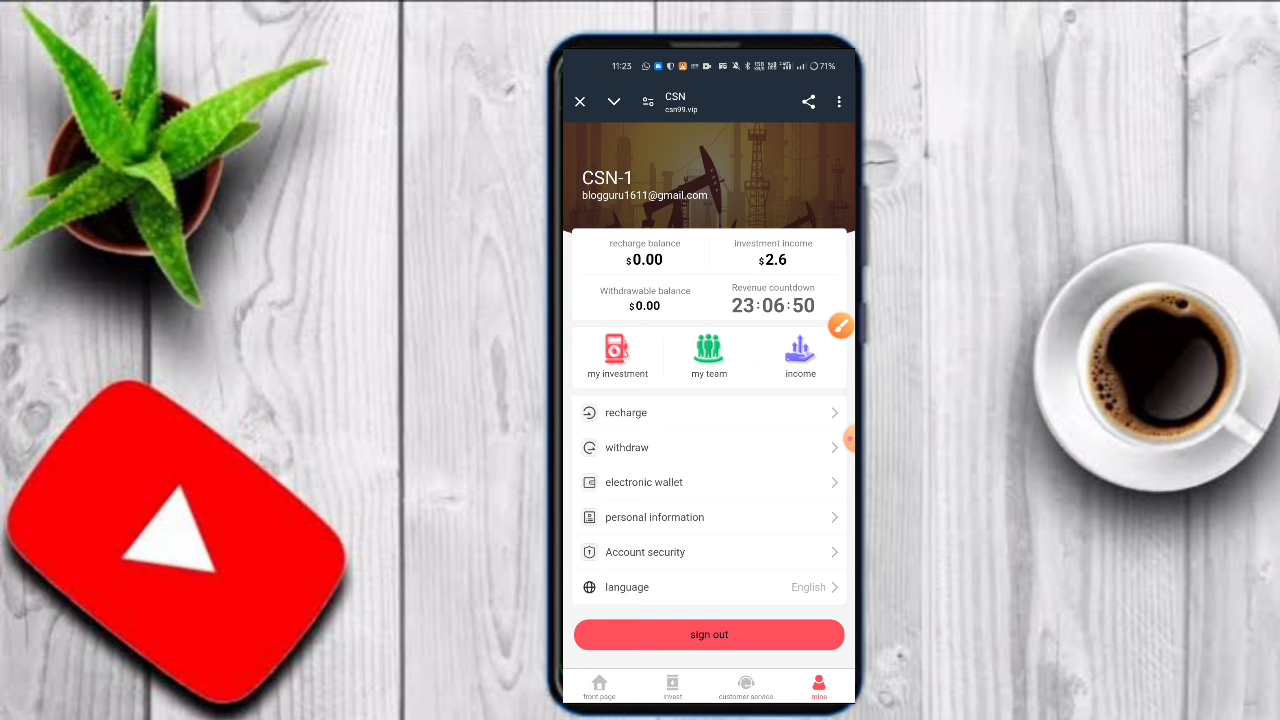 11:23
71%
CSN
csn99.vip
CSN-1
blogguru1611@gmail.com
recharge balance
investment income
$0.00
$2.6
Withdrawable balance
Revenue countdown
$0.00
23:06:50
my investment
my team
income
recharge
withdraw
electronic wallet
personal information
Account security
language
English
sign out
front page
invest
customer service
mine